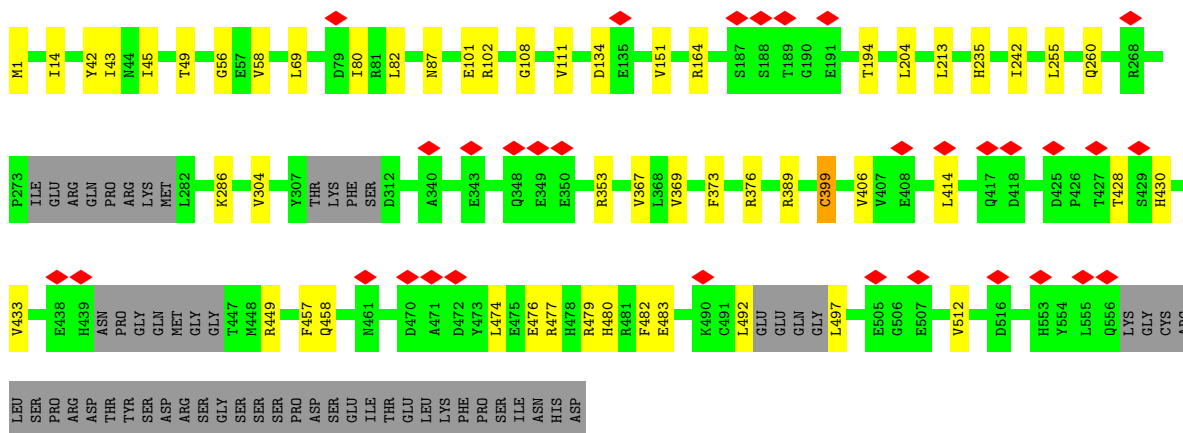 M1 I14 Y42 I43 N44 I45 T49 G56 E57 V58 L69 D79 I80 R81 L82 N87 E101 R102 G108 V111 D134 E135 V151 R164 S187 S188 T189 G190 E191 T194 L204 L213 H235 I242 L255 Q260 R268
P273 ILE GLU ARG GLN PRO ARG LYS MET L282 K286 V304 Y307 THR LYS PHE SER D312 A340 E343 Q348 E349 E350 R353 V367 L368 V369 F373 R376 R389 C399 V406 V407 E408 L414 Q417 D418 D425 P426 T427 T428 S429 H430
V433 E438 H439 ASN PRO GLY GLN MET GLY GLY T447 M448 R449 F457 Q458 N461 D470 A471 D472 Y473 L474 E475 E476 R477 H478 R479 H480 R481 F482 E483 K490 C491 L492 GLU GLU GLN GLY L497 E505 G506 E507 V512 D516 H553 Y554 L555 Q556 LYS GLY CYS ARG
LEU SER PRO ARG ASP THR TYR SER ASP ARG SER GLY SER SER SER PRO ASP SER GLU ILE THR GLU LEU LYS PHE PRO SER ILE ASN HIS ASP